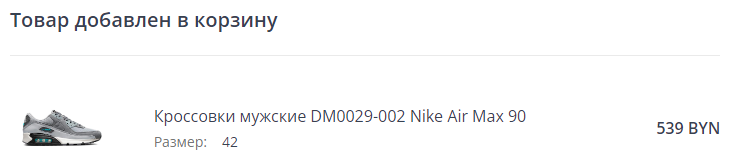 Товар добавлен в корзину
Кроссовки мужские DM0029-002 Nike Air Max 90
539 BYN
Размер: 42